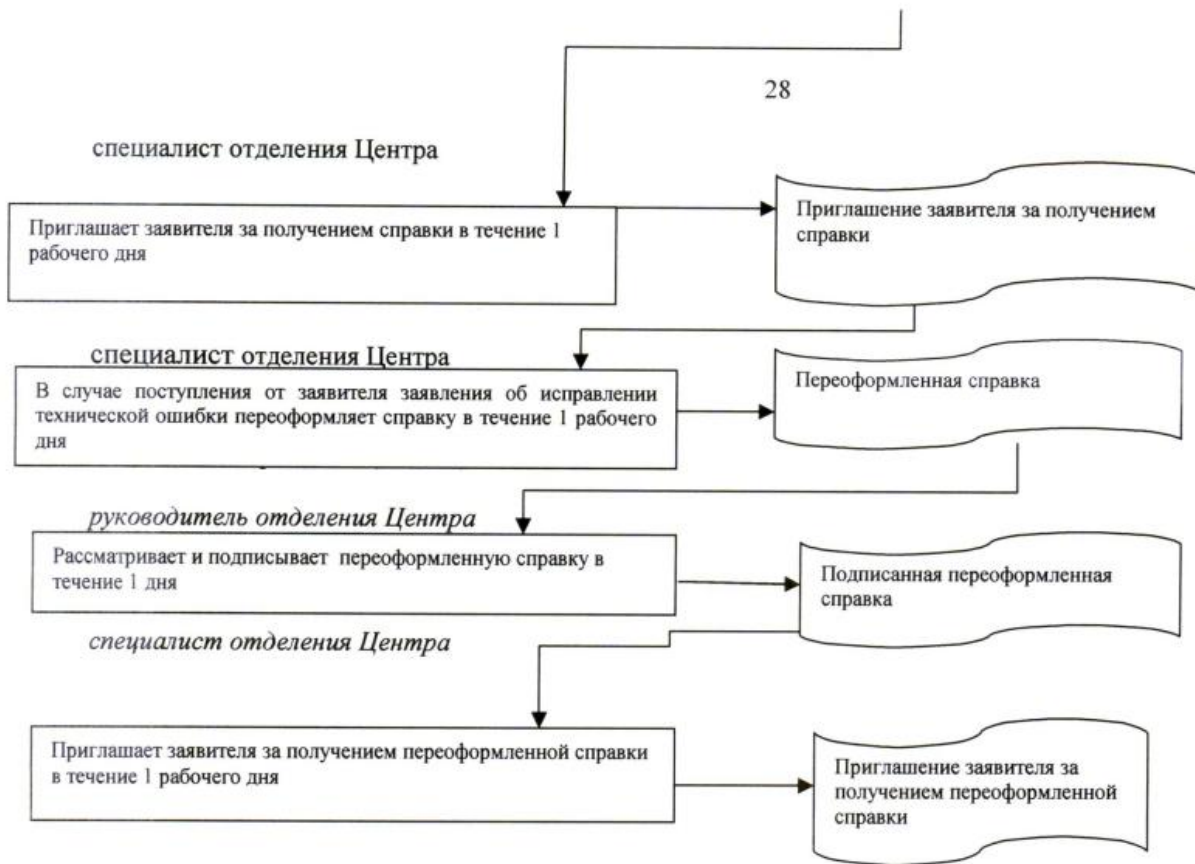 28
специалист отделения Центра
Приглашает заявителя за получением справки в течение 1
рабочего дня
Приглашение заявителя за получением
справки
специалист отделения Центра
В случае поступления от заявителя заявления об исправлении
технической ошибки переоформляет справку в течение 1 рабочего
дня
Переоформленная справка
руководитель отделения Центра
Рассматривает и подписывает переоформленную справку в
течение 1 дня
Подписанная переоформленная
справка
специалист отделения Центра
Приглашает заявителя за получением переоформленной справки
в течение 1 рабочего дня
Приглашение заявителя за
получением переоформленной
справки